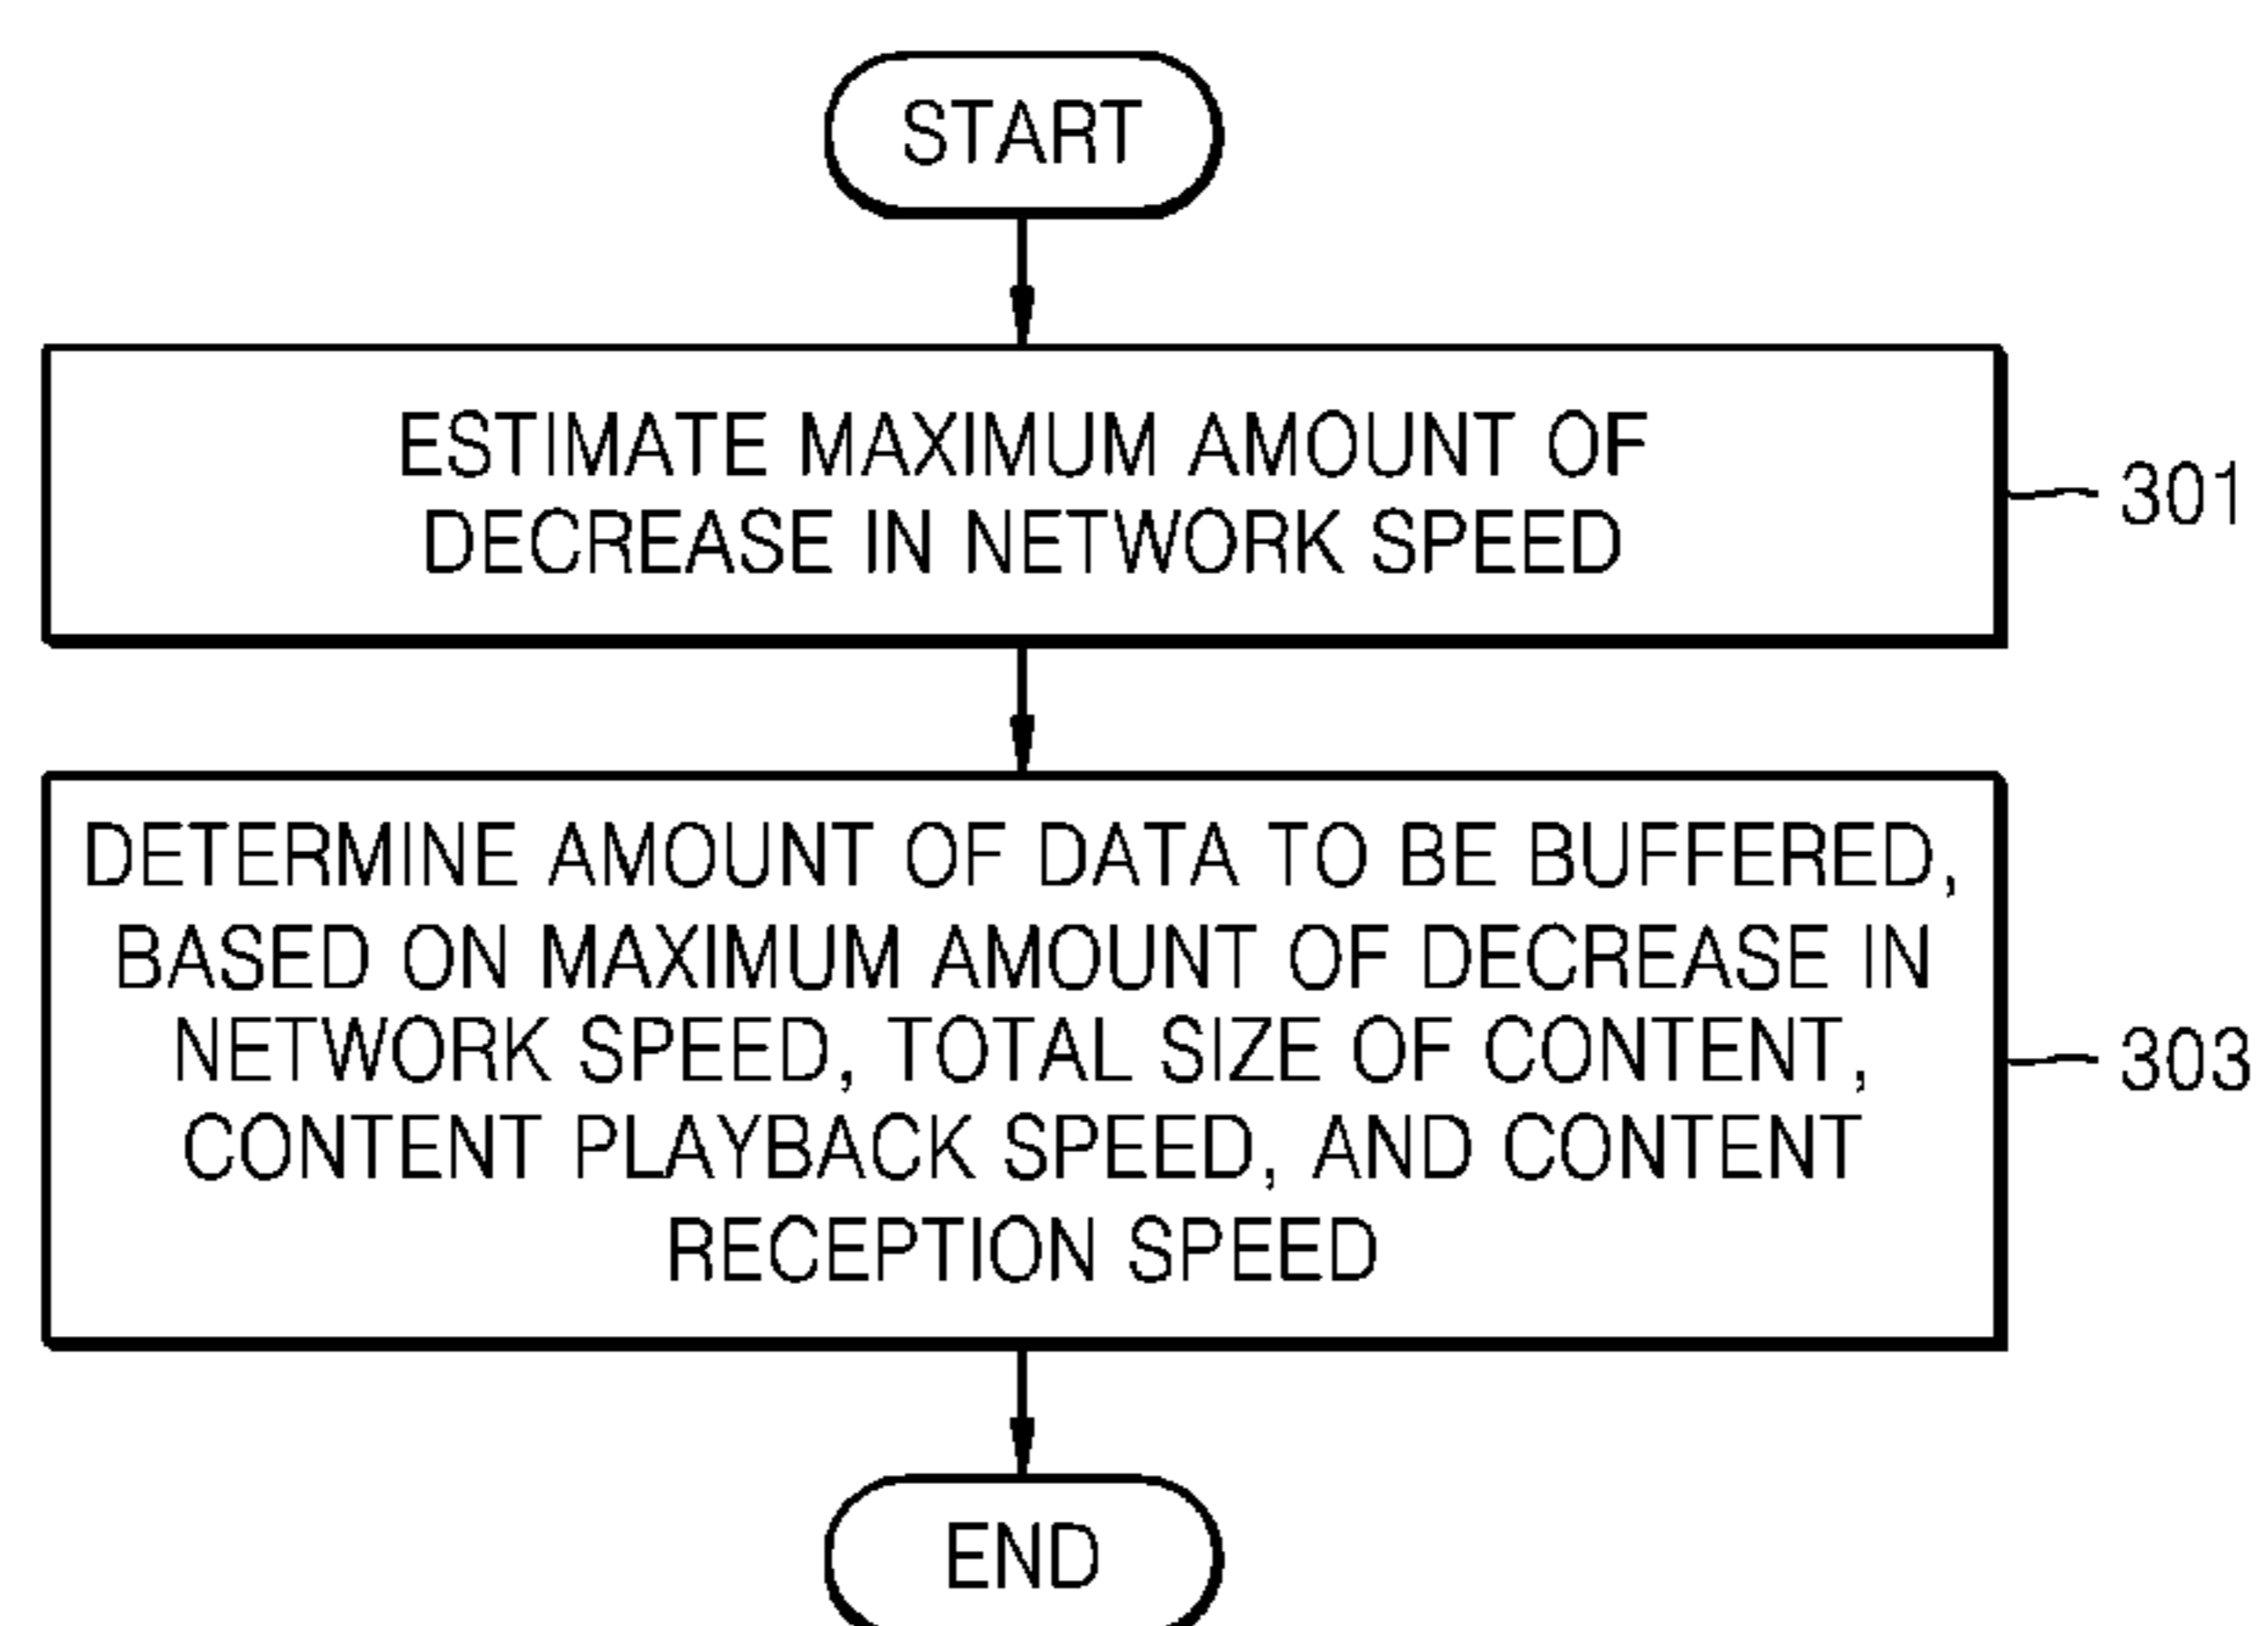 START
ESTIMATE MAXIMUM AMOUNT OF
DECREASE IN NETWORK SPEED
301
DETERMINE AMOUNT OF DATA TO BE BUFFERED,
BASED ON MAXIMUM AMOUNT OF DECREASE IN
NETWORK SPEED, TOTAL SIZE OF CONTENT,
CONTENT PLAYBACK SPEED, AND CONTENT
RECEPTION SPEED
303
END